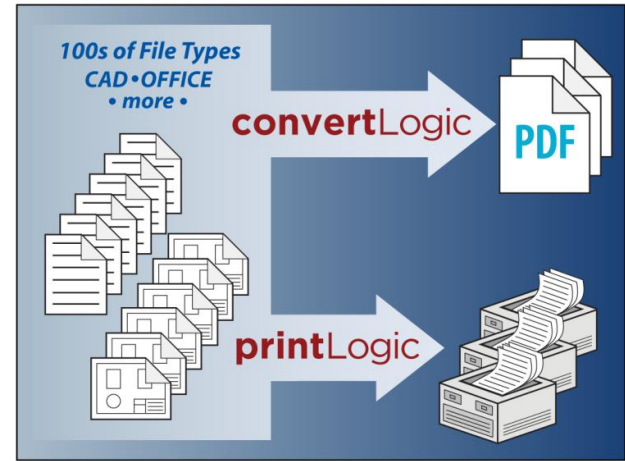 100s of File Types
CAD•OFFICE
• more •
convertLogic
PDF
printLogic